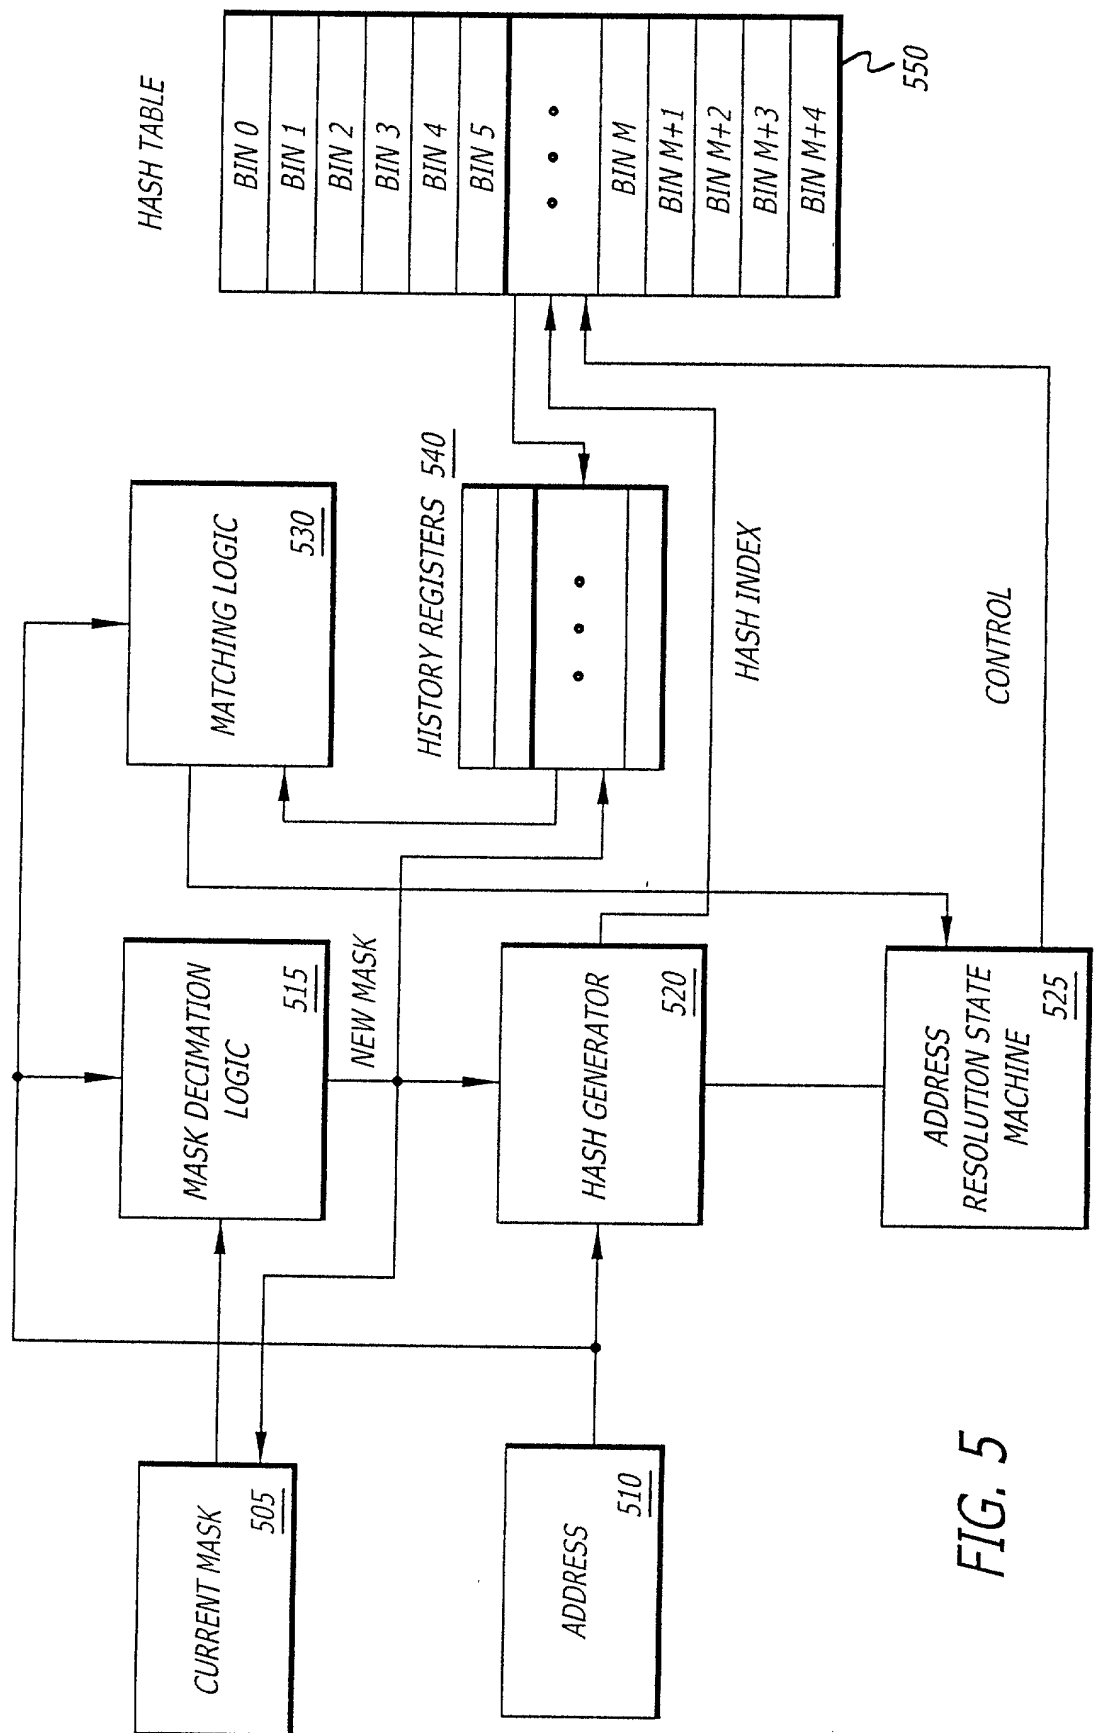 CURRENT MASK
505
ADDRESS
510
MASK DECIMATION
LOGIC
515
NEW MASK
HASH GENERATOR
520
ADDRESS
RESOLUTION STATE
MACHINE
525
MATCHING LOGIC
530
HISTORY REGISTERS 540
HASH INDEX
CONTROL
HASH TABLE
BIN 0
BIN 1
BIN 2
BIN 3
BIN 4
BIN 5
BIN M
BIN M+1
BIN M+2
BIN M+3
BIN M+4
550
FIG. 5